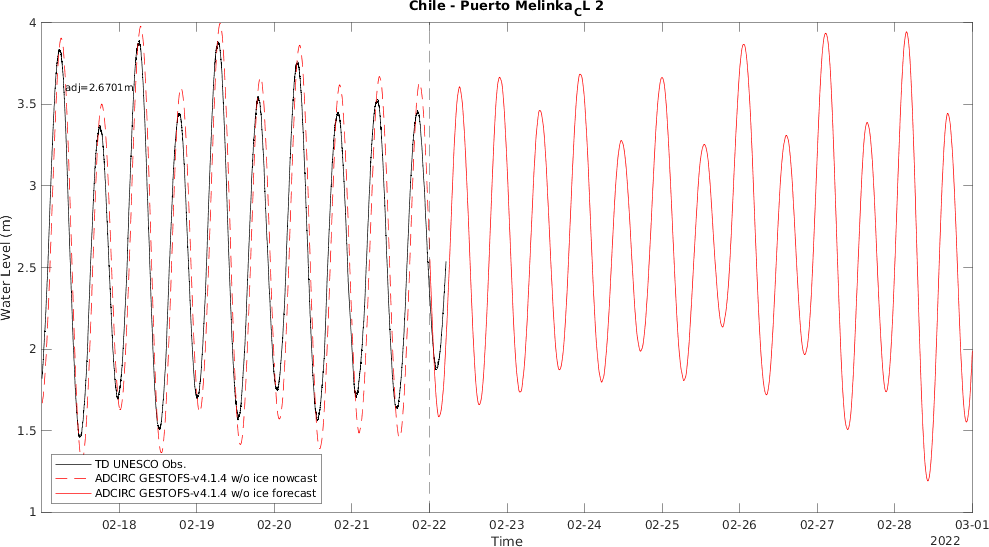 Chile - Puerto Melinka_CL 2
4
adj=2.6701m
3.5
3
2.5
2
1.5
1
Water Level (m)
TD UNESCO Obs.
ADCIRC GESTOFS-v4.1.4 w/o ice nowcast
ADCIRC GESTOFS-v4.1.4 w/o ice forecast
02-18 02-19 02-20 02-21 02-22 02-23 02-24 02-25 02-26 02-27 02-28 03-01
Time
2022